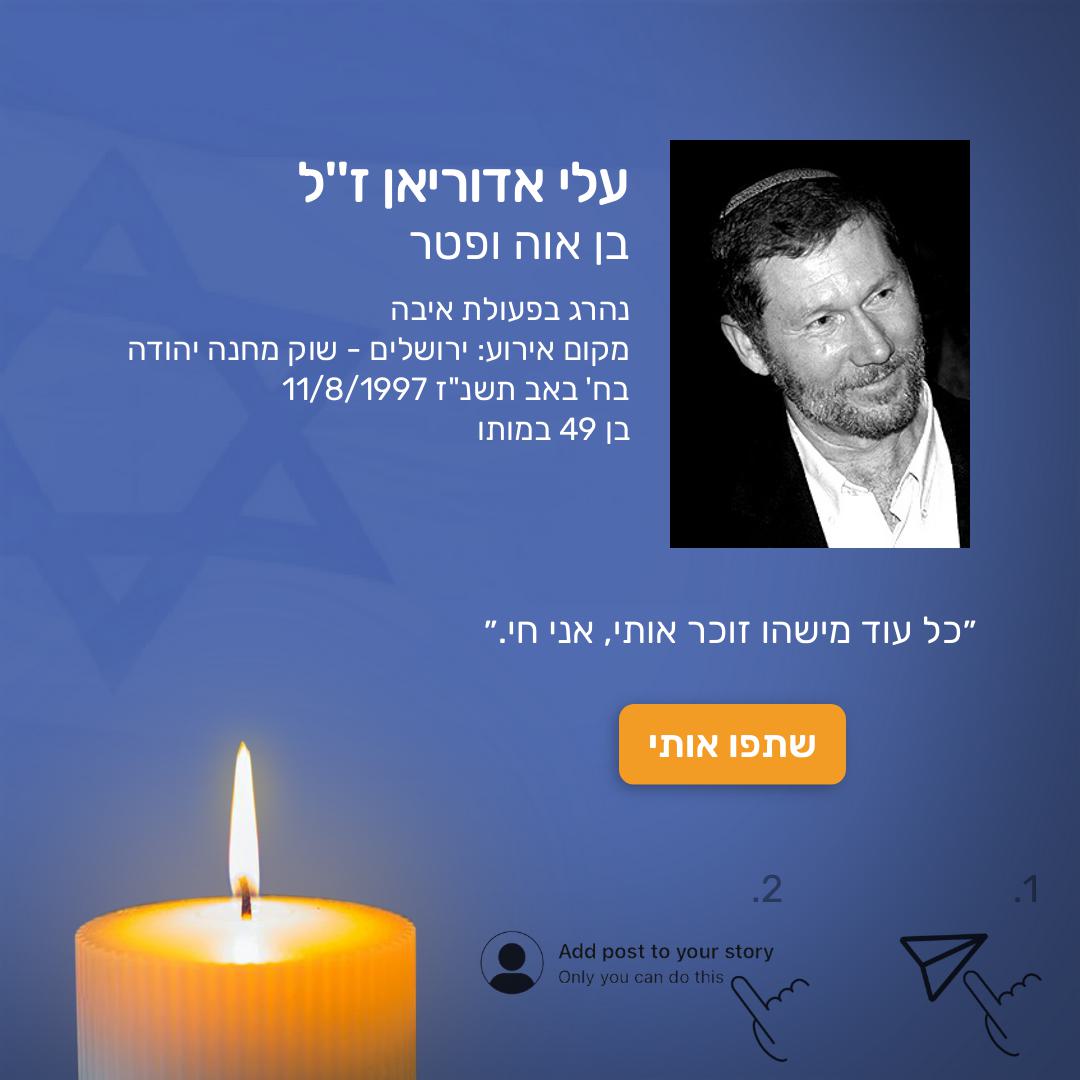 עלי אדוריאן ז"ל
בן אוה ופטר
נהרג בפעולת איבה
מקום אירוע: ירושלים - שוק מחנה יהודה
בח' באב תשנ"ז 11/8/1997
בן 49 במותו
״כל עוד מישהו זוכר אותי, אני חי.״
שתפו אותי
1.
2.
Add post to your story
Only you can do this